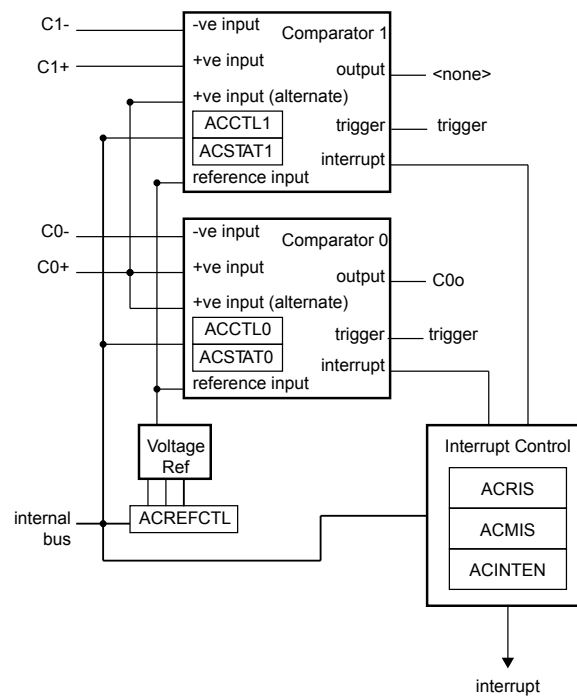 C1-
-ve input
Comparator 1
C1+
+ve input
output
<none>
+ve input (alternate)
ACCTL1
trigger
trigger
ACSTAT1
interrupt
reference input
C0-
-ve input
Comparator 0
C0+
+ve input
output
C0o
+ve input (alternate)
ACCTL0
trigger
trigger
ACSTAT0
interrupt
reference input
Voltage
Ref
Interrupt Control
ACRIS
internal
bus
ACREFCTL
ACMIS
ACINTEN
interrupt